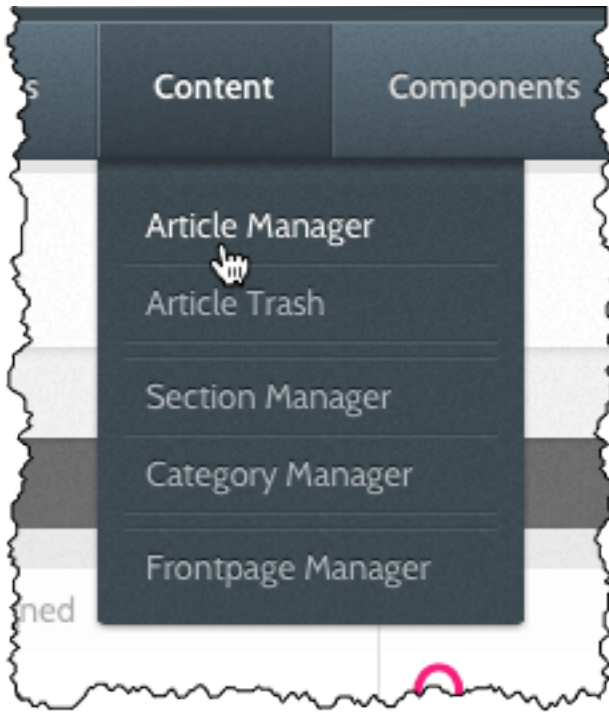 Content Components
Article Manager
Article Trash
Section Manager
Category Manager
Frontpage Manager